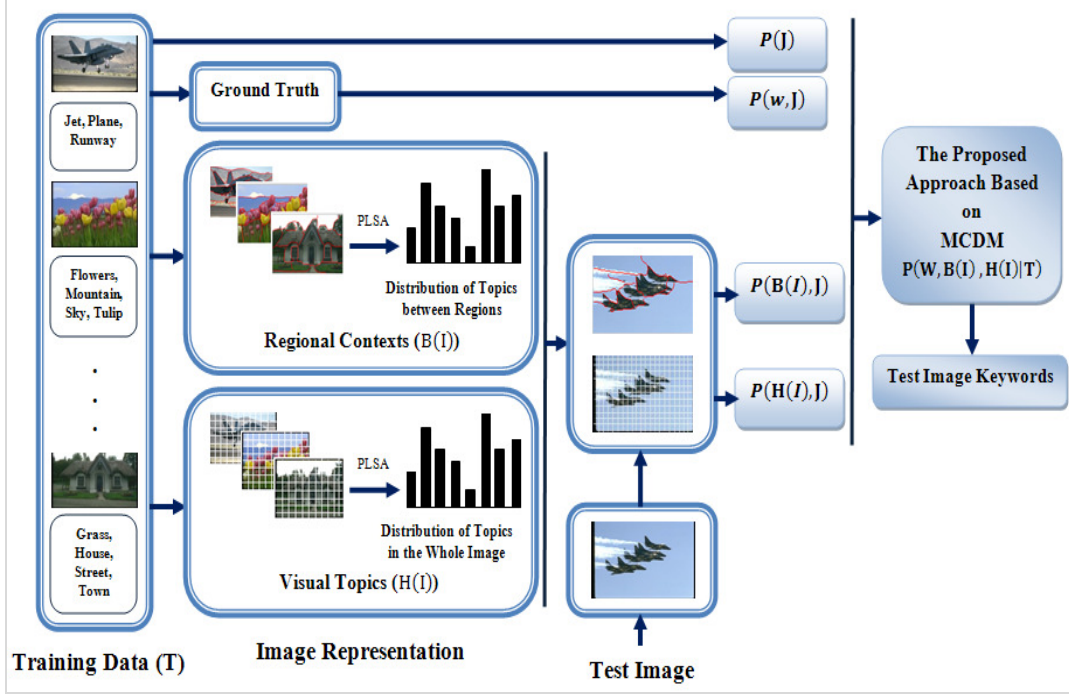 Jet, Plane,
Runway
Flowers,
Mountain,
Sky, Tulip
.
.
.
Grass,
House,
Street,
Town
Training Data (T)
Ground Truth
PLSA
Distribution of Topics
between Regions
Regional Contexts (B(I))
PLSA
Distribution of Topics
in the Whole Image
Visual Topics (H(I))
Image Representation
Test Image
P(J)
P(w,J)
P(B(I),J)
P(H(I),J)
The Proposed
Approach Based
on
MCDM
P(W,B(I),H(I)|T)
Test Image Keywords